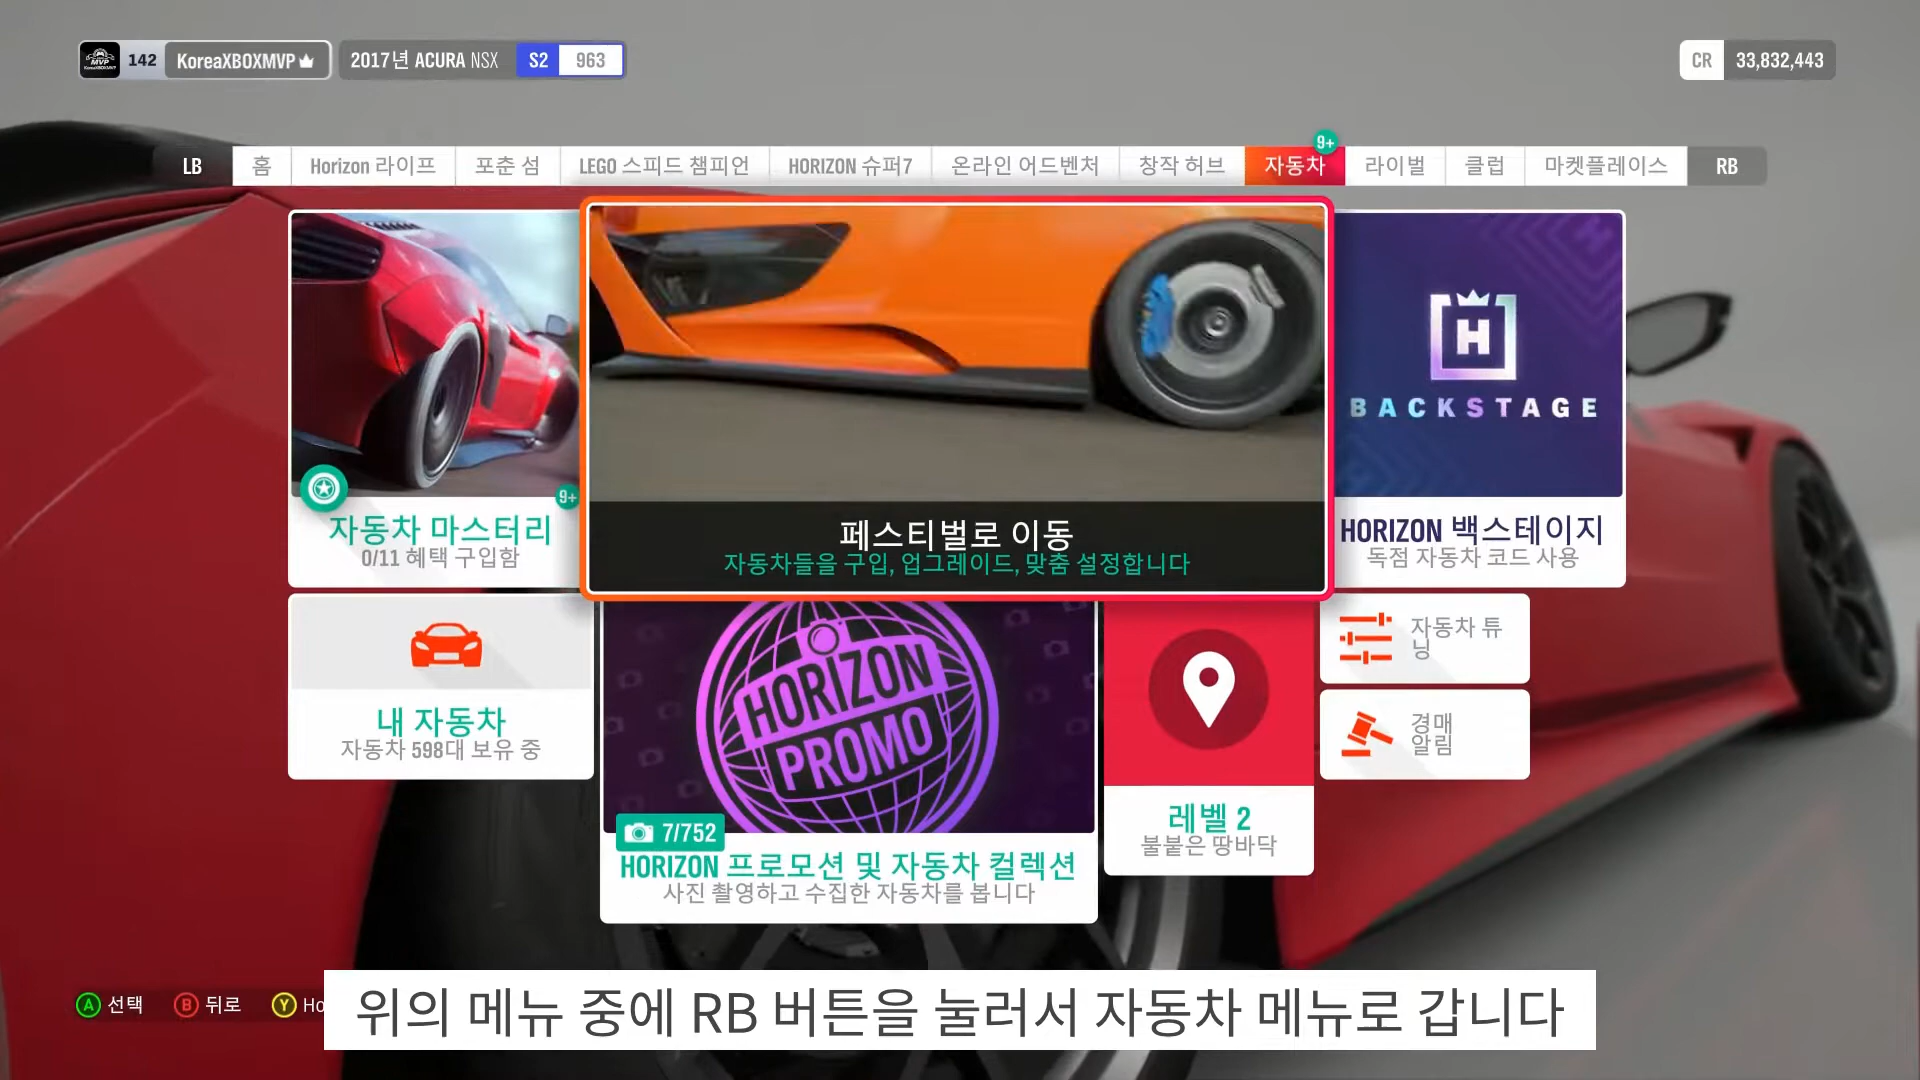 142 KoreaXBOXMVP 2017년 ACURA NSX S2 963 CR 33,832,443
9+
LB 홈 Horizon 라이프 포춘 섬 LEGO 스피드 챔피언 HORIZON 슈퍼7 온라인 어드벤처 창작 허브 자동차 라이벌 클럽 마켓플레이스 RB
9+
자동차 마스터리
0/11 혜택 구입함
페스티벌로 이동
자동차들을 구입, 업그레이드, 맞춤 설정합니다
H
BACKSTAGE
HORIZON 백스테이지
독점 자동차 코드 사용
내 자동차
자동차 598대 보유 중
HORIZON
PROMO
7/752
HORIZON 프로모션 및 자동차 컬렉션
사진 촬영하고 수집한 자동차를 봅니다
레벨 2
불붙은 땅바닥
자동차 튜
닝
경매
알림
A 선택 B 뒤로 Y Ho
위의 메뉴 중에 RB 버튼을 눌러서 자동차 메뉴로 갑니다